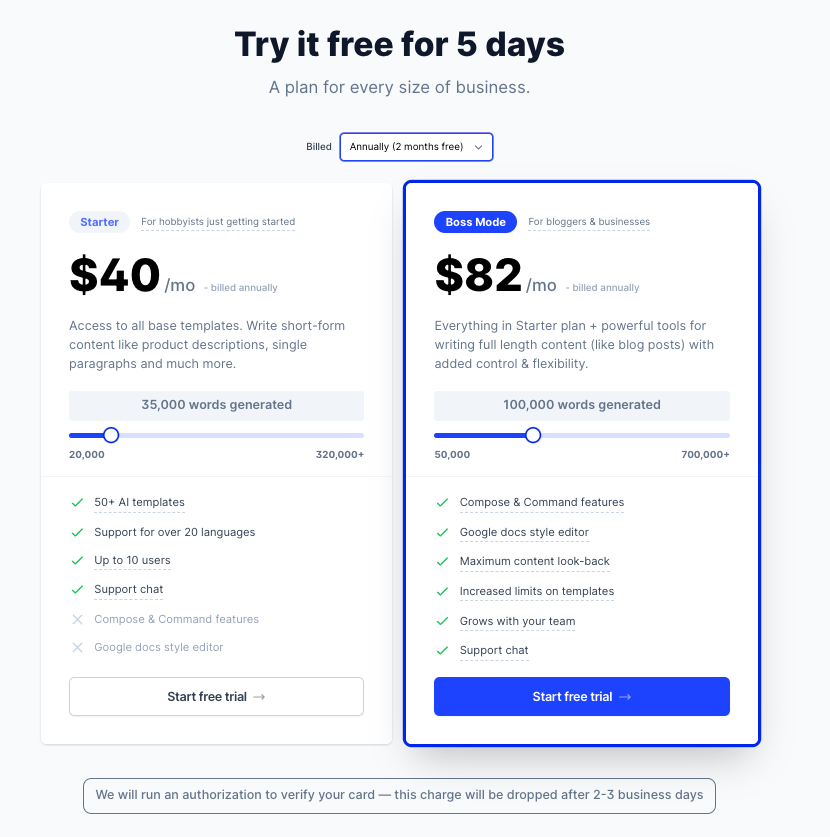 Try it free for 5 days
A plan for every size of business.
Billed Annually (2 months free)
Starter For hobbyists just getting started
$40 /mo - billed annually
Access to all base templates. Write short-form
content like product descriptions, single
paragraphs and much more.
35,000 words generated
20,000 320,000+
50+ AI templates
Support for over 20 languages
Up to 10 users
Support chat
Compose & Command features
Google docs style editor
Start free trial →
Boss Mode For bloggers & businesses
$82 /mo - billed annually
Everything in Starter plan + powerful tools for
writing full length content (like blog posts) with
added control & flexibility.
100,000 words generated
50,000 700,000+
Compose & Command features
Google docs style editor
Maximum content look-back
Increased limits on templates
Grows with your team
Support chat
Start free trial →
We will run an authorization to verify your card — this charge will be dropped after 2-3 business days